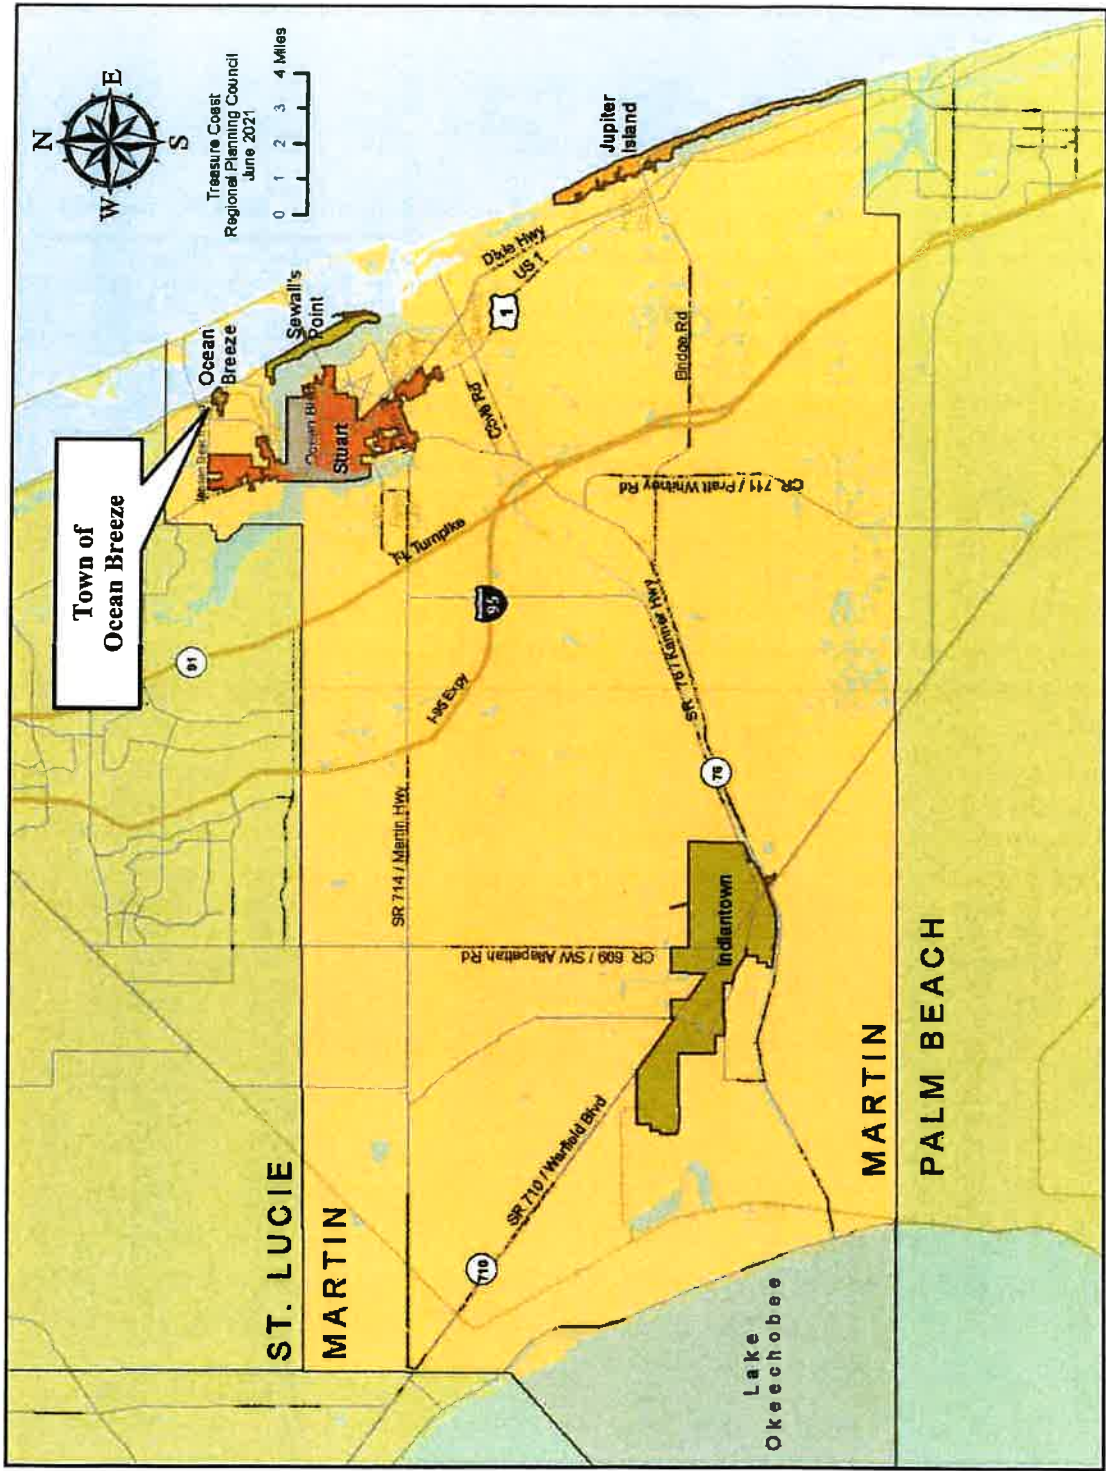 N
W
E
S
Treasure Coast
Regional Planning Council
June 2021
0 1 2 3 4 Miles
Town of
Ocean Breeze
Ocean
Breeze
Sewall's
Point
Ocean Blvd
Stuart
91
ST. LUCIE
MARTIN
FL Turnpike
SR 714 / Martin Hwy
I-95 Expy
95
Cove Rd
Dixie Hwy
US 1
1
710
SR 710 / Warfield Blvd
CR 609 / SW Allapattah Rd
Jupiter
Island
Bridge Rd
CR 711 / Pratt Whitney Rd
SR 76 / Kanner Hwy
76
Indiantown
Lake
Okeechobee
MARTIN
PALM BEACH